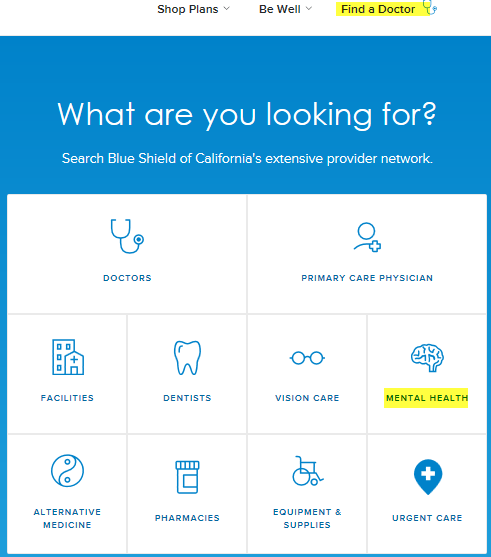 Shop Plans Be Well Find a Doctor
What are you looking for?
Search Blue Shield of California's extensive provider network.
DOCTORS PRIMARY CARE PHYSICIAN
FACILITIES DENTISTS VISION CARE MENTAL HEALTH
ALTERNATIVE MEDICINE PHARMACIES EQUIPMENT & SUPPLIES URGENT CARE